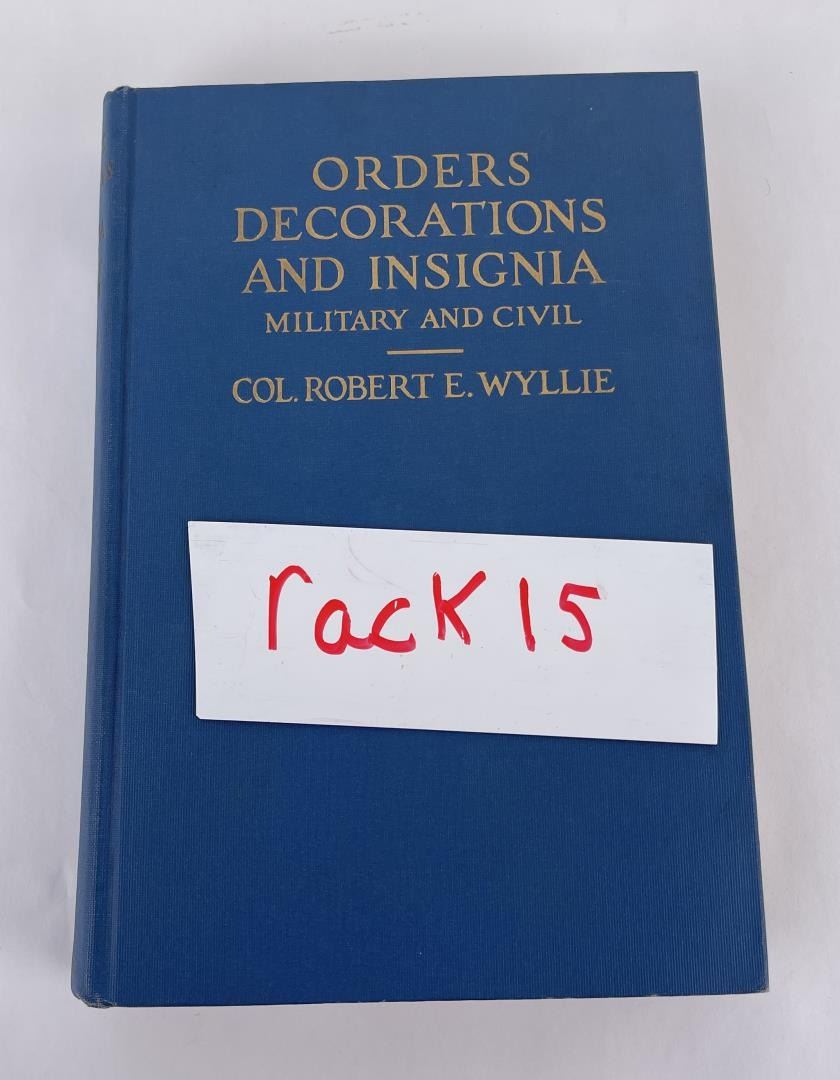 ORDERS
DECORATIONS
AND INSIGNIA
MILITARY AND CIVIL
COL. ROBERT E. WYLLIE
rack 15